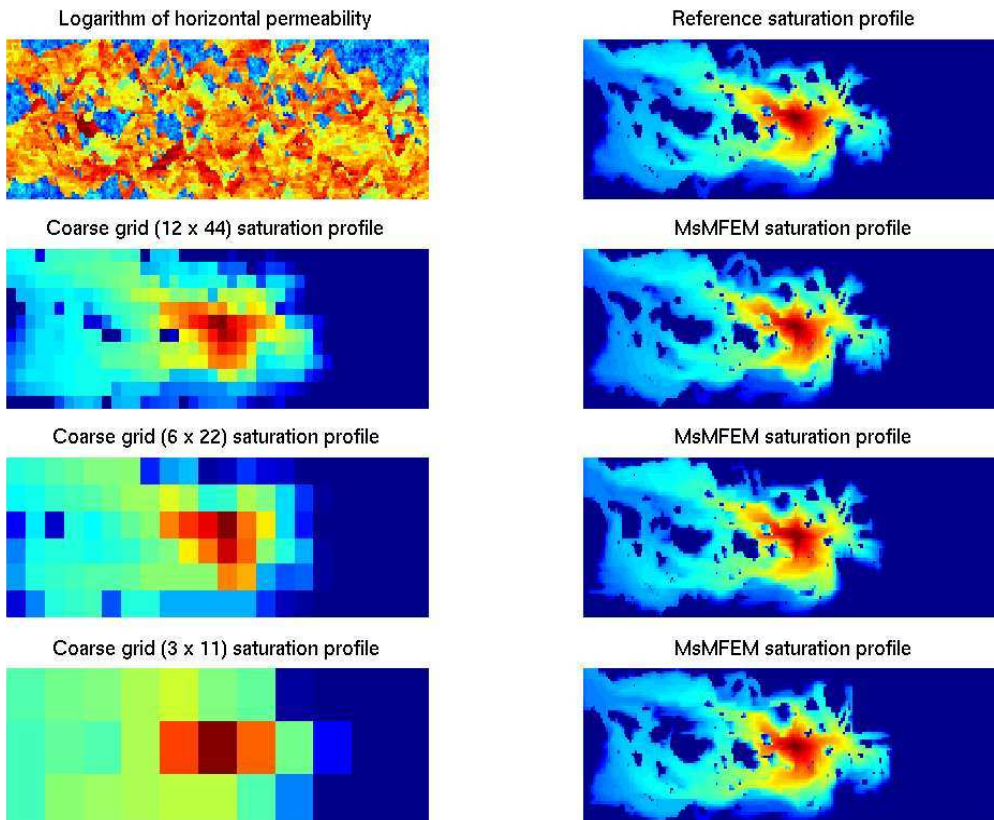 Logarithm of horizontal permeability
Reference saturation profile
Coarse grid (12 x 44) saturation profile
MsMFEM saturation profile
Coarse grid (6 x 22) saturation profile
MsMFEM saturation profile
Coarse grid (3 x 11) saturation profile
MsMFEM saturation profile